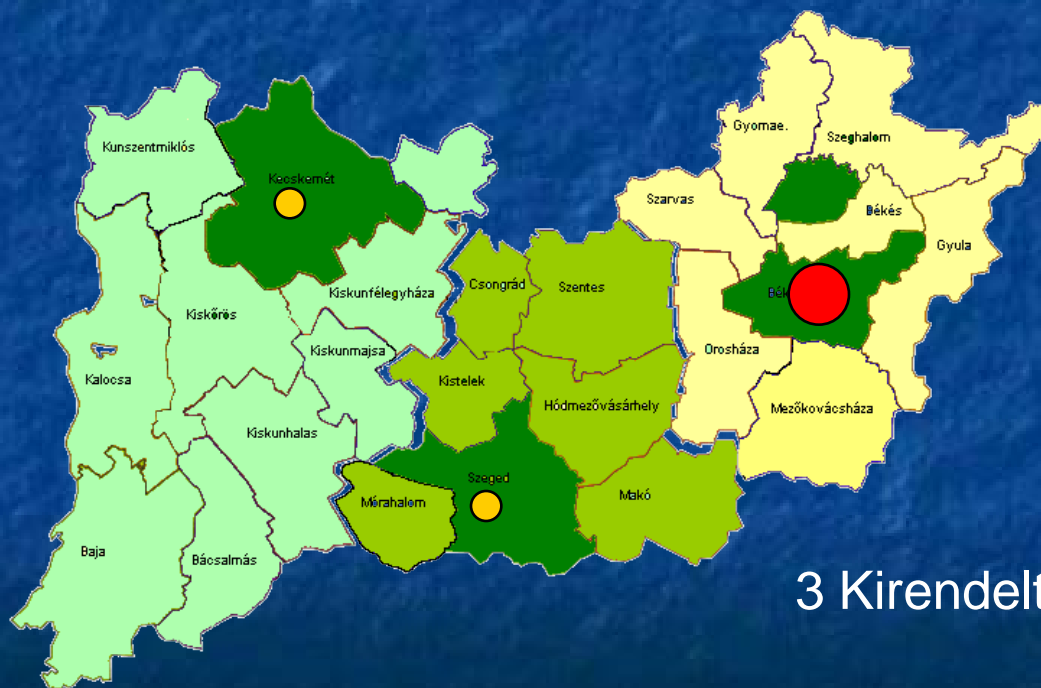 Gyomae.
Szeghalom
Kunszentmiklós
Kecskemét
Szarvas
Békés
Gyula
Csongrád
Szentes
Kiskunfélegyháza
Bék
Kiskőrös
Kiskunmajsa
Orosháza
Kalocsa
Kistelek
Hódmezővásárhely
Mezőkovácsháza
Kiskunhalas
Szeged
Makó
Mórahalom
Baja
Bácsalmás
3 Kirendelt